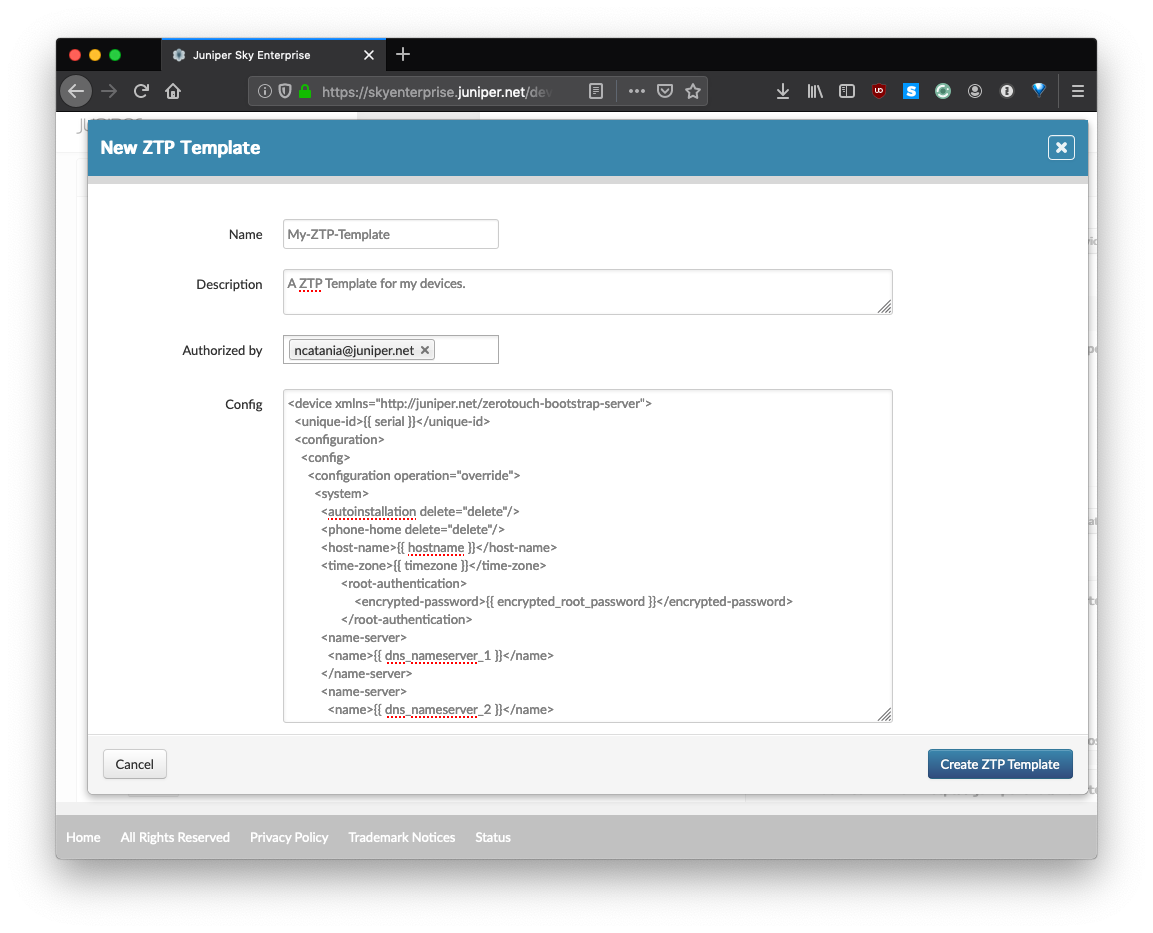 Juniper Sky Enterprise
https://skyenterprise.juniper.net/dev
New ZTP Template
Name
My-ZTP-Template
Description
A ZTP Template for my devices.
Authorized by
ncatania@juniper.net
Config
<device xmlns="http://juniper.net/zerotouch-bootstrap-server">
<unique-id>{{ serial }}</unique-id>
<configuration>
<config>
<configuration operation="override">
<system>
<autoinstallation delete="delete"/>
<phone-home delete="delete"/>
<host-name>{{ hostname }}</host-name>
<time-zone>{{ timezone }}</time-zone>
<root-authentication>
<encrypted-password>{{ encrypted_root_password }}</encrypted-password>
</root-authentication>
<name-server>
<name>{{ dns_nameserver_1 }}</name>
</name-server>
<name-server>
<name>{{ dns_nameserver_2 }}</name>
Cancel
Create ZTP Template
Home All Rights Reserved Privacy Policy Trademark Notices Status